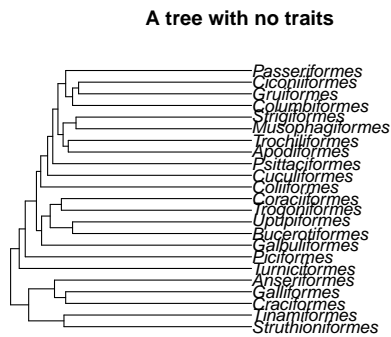 A tree with no traits
Passeriformes
Ciconiiformes
Gruiformes
Columbiformes
Strigiformes
Musophagiformes
Trochiliformes
Apodiformes
Psittaciformes
Cuculiformes
Coliiformes
Coraciiformes
Trogoniformes
Upupiformes
Bucerotiformes
Galbuliformes
Piciformes
Turniciformes
Anseriformes
Galliformes
Craciformes
Tinamiformes
Struthioniformes